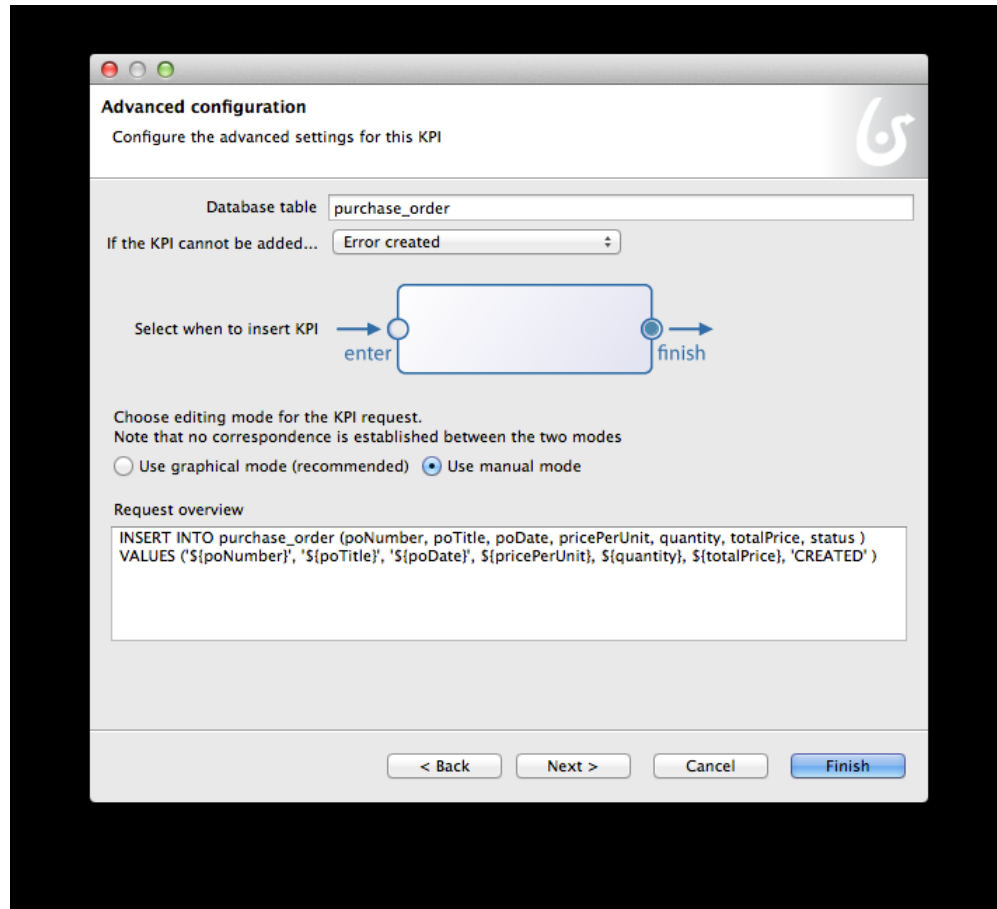 Advanced configuration
Configure the advanced settings for this KPI
Database table purchase_order
If the KPI cannot be added... Error created
Select when to insert KPI
enter
finish
Choose editing mode for the KPI request.
Note that no correspondence is established between the two modes
Use graphical mode (recommended) Use manual mode
Request overview
INSERT INTO purchase_order (poNumber, poTitle, poDate, pricePerUnit, quantity, totalPrice, status )
VALUES ('${poNumber}', '${poTitle}', '${poDate}', ${pricePerUnit}, ${quantity}, ${totalPrice}, 'CREATED' )
< Back Next > Cancel Finish